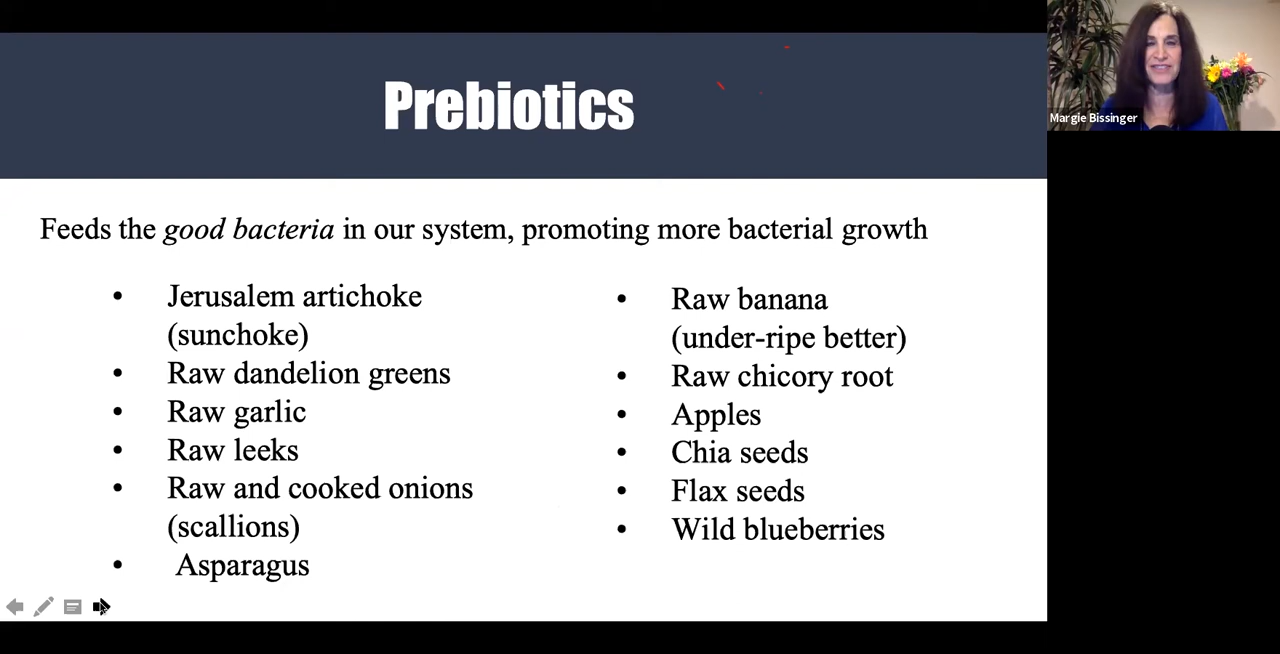 Prebiotics
Margie Bissinger
Feeds the good bacteria in our system, promoting more bacterial growth
• Jerusalem artichoke
(sunchoke)
• Raw dandelion greens
• Raw garlic
• Raw leeks
• Raw and cooked onions
(scallions)
• Asparagus
• Raw banana
(under-ripe better)
• Raw chicory root
• Apples
• Chia seeds
• Flax seeds
• Wild blueberries